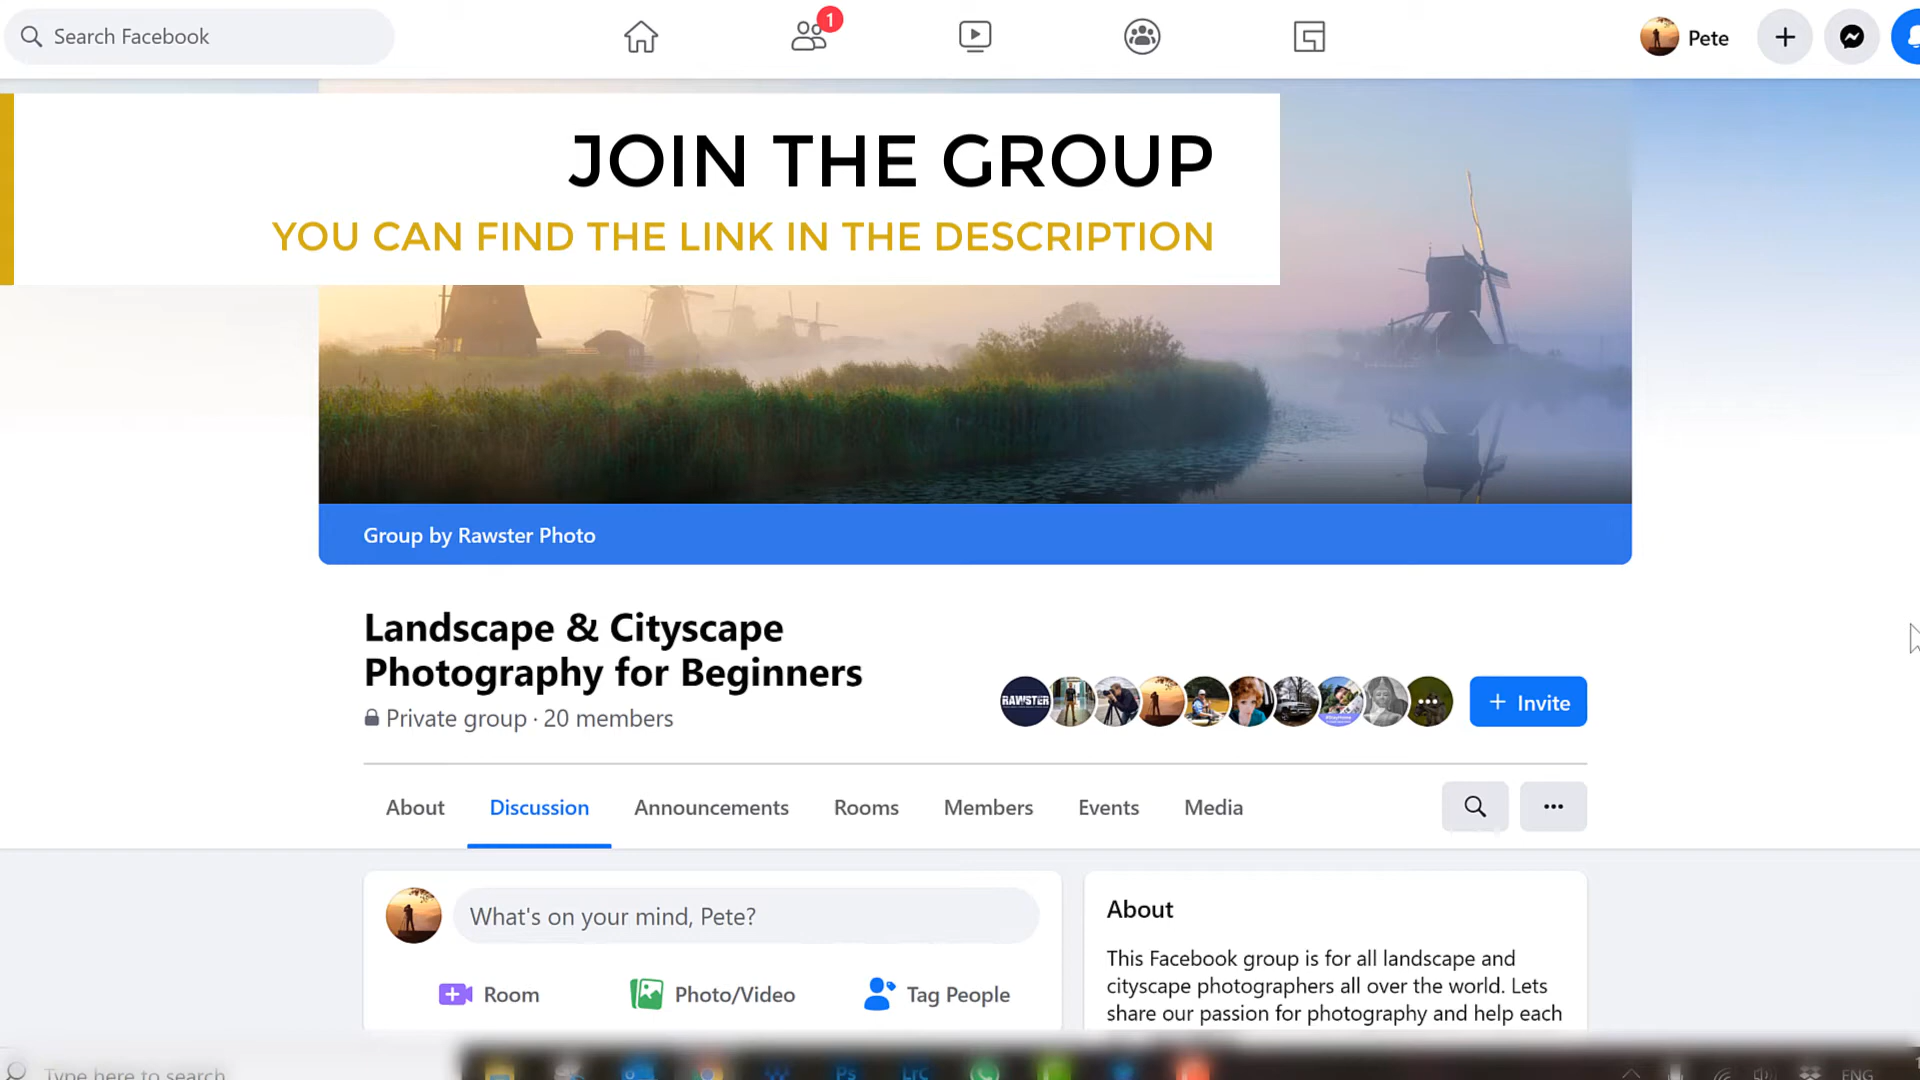 Search Facebook
1
Pete
JOIN THE GROUP
YOU CAN FIND THE LINK IN THE DESCRIPTION
Group by Rawster Photo
Landscape & Cityscape
Photography for Beginners
Private group · 20 members
RAWSTER
+ Invite
About
Discussion
Announcements
Rooms
Members
Events
Media
What's on your mind, Pete?
Room
Photo/Video
Tag People
About
This Facebook group is for all landscape and
cityscape photographers all over the world. Lets
share our passion for photography and help each
Type here to search
Ps
Lrc
ENG